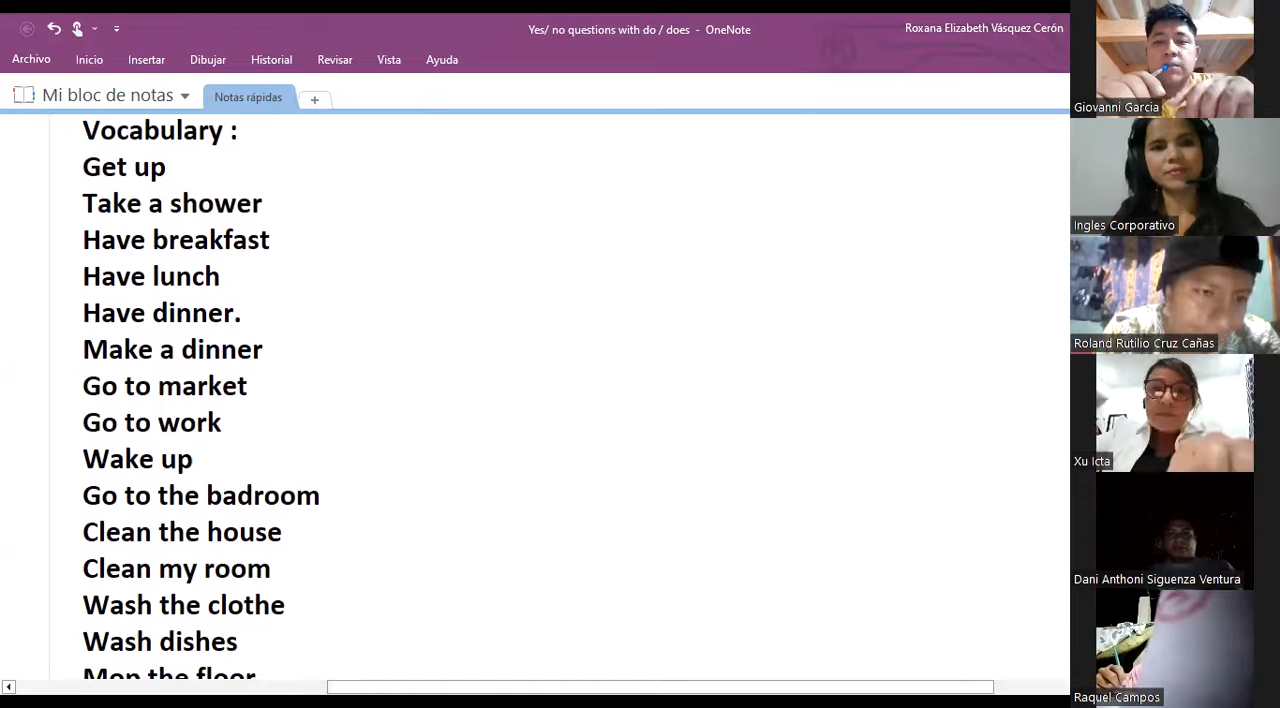 Yes/ no questions with do / does - OneNote
Roxana Elizabeth Vásquez Cerón
Archivo
Inicio
Insertar
Dibujar
Historial
Revisar
Vista
Ayuda
Mi bloc de notas
Notas rápidas
Vocabulary :
Get up
Take a shower
Have breakfast
Have lunch
Have dinner.
Make a dinner
Go to market
Go to work
Wake up
Go to the badroom
Clean the house
Clean my room
Wash the clothe
Wash dishes
Mop the floor
Giovanni Garcia
Ingles Corporativo
Roland Rutilio Cruz Cañas
Xu Icta
Dani Anthoni Siguenza Ventura
Raquel Campos